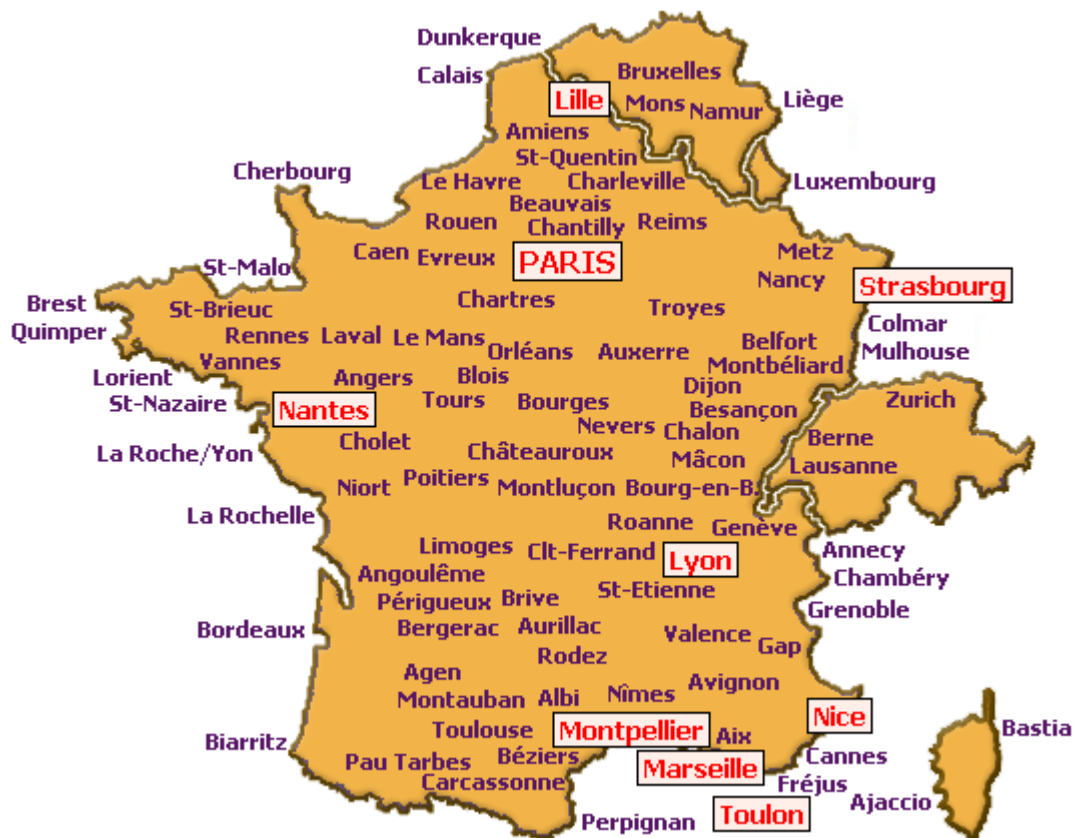 Dunkerque
Calais
Bruxelles
Lille
Mons
Namur
Liège
Amiens
St-Quentin
Cherbourg
Le Havre
Charleville
Luxembourg
Beauvais
Rouen
Chantilly
Reims
Caen
Evreux
PARIS
Metz
St-Malo
Nancy
Strasbourg
Brest
St-Brieuc
Chartres
Troyes
Quimper
Rennes
Laval
Le Mans
Colmar
Orléans
Auxerre
Belfort
Mulhouse
Vannes
Montbéliard
Lorient
Angers
Blois
Dijon
St-Nazaire
Nantes
Tours
Bourges
Besançon
Zurich
Nevers
Chalon
Cholet
Berne
La Roche/Yon
Châteauroux
Mâcon
Lausanne
Niort
Poitiers
Montluçon
Bourg-en-B.
La Rochelle
Roanne
Genève
Limoges
Clt-Ferrand
Lyon
Annecy
Angoulême
Chambéry
Périgueux
Brive
St-Etienne
Grenoble
Bordeaux
Bergerac
Aurillac
Valence
Gap
Rodez
Agen
Avignon
Montauban
Albi
Nîmes
Nice
Bastia
Biarritz
Toulouse
Montpellier
Aix
Pau Tarbes
Béziers
Marseille
Cannes
Carcassonne
Fréjus
Ajaccio
Perpignan
Toulon